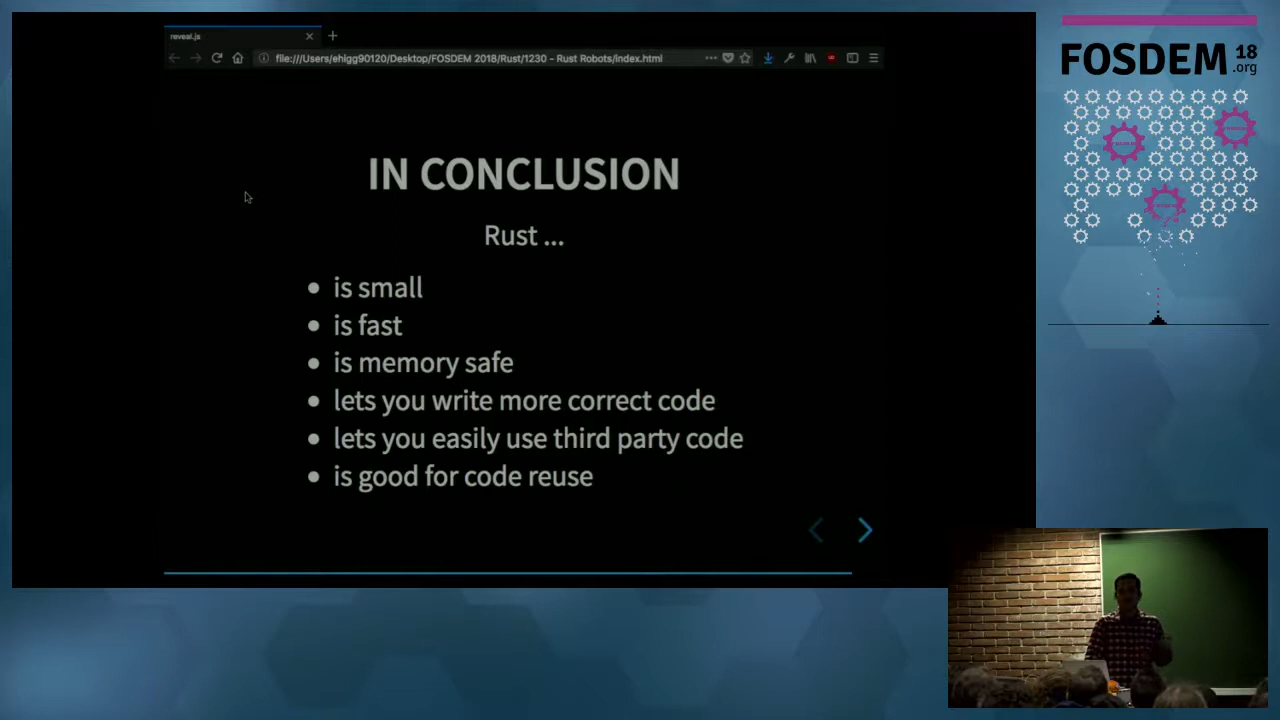 reveal.js
file:///Users/ehigg90120/Desktop/FOSDEM 2018/Rust/1230 - Rust Robots/index.html
IN CONCLUSION
Rust ...
is small
is fast
is memory safe
lets you write more correct code
lets you easily use third party code
is good for code reuse
FOSDEM 18
.org